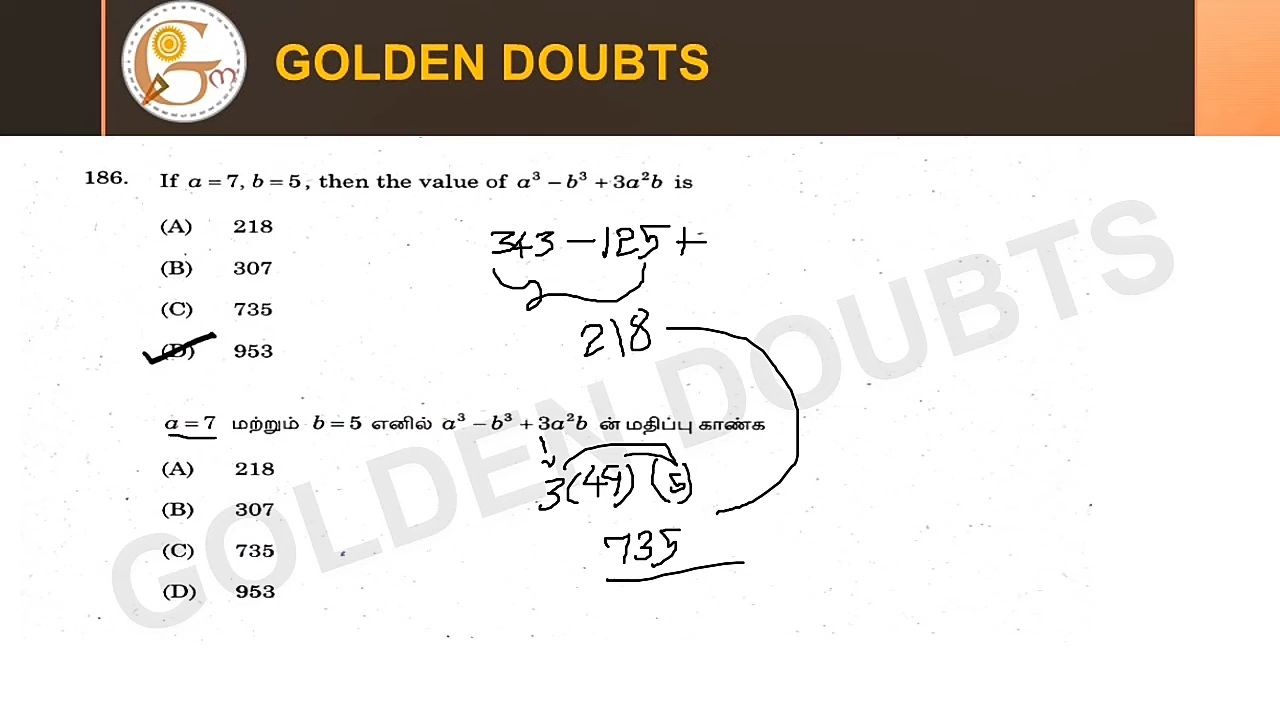 GOLDEN DOUBTS
186. If a = 7, b = 5, then the value of a³ − b³ + 3a²b is
(A) 218
(B) 307
(C) 735
(D) 953
343 − 125 +
218
a = 7 மற்றும் b = 5 எனில் a³ − b³ + 3a²b ன் மதிப்பு காண்க
(A) 218
(B) 307
(C) 735
(D) 953
3(49) (5)
735
GOLDEN DOUBTS